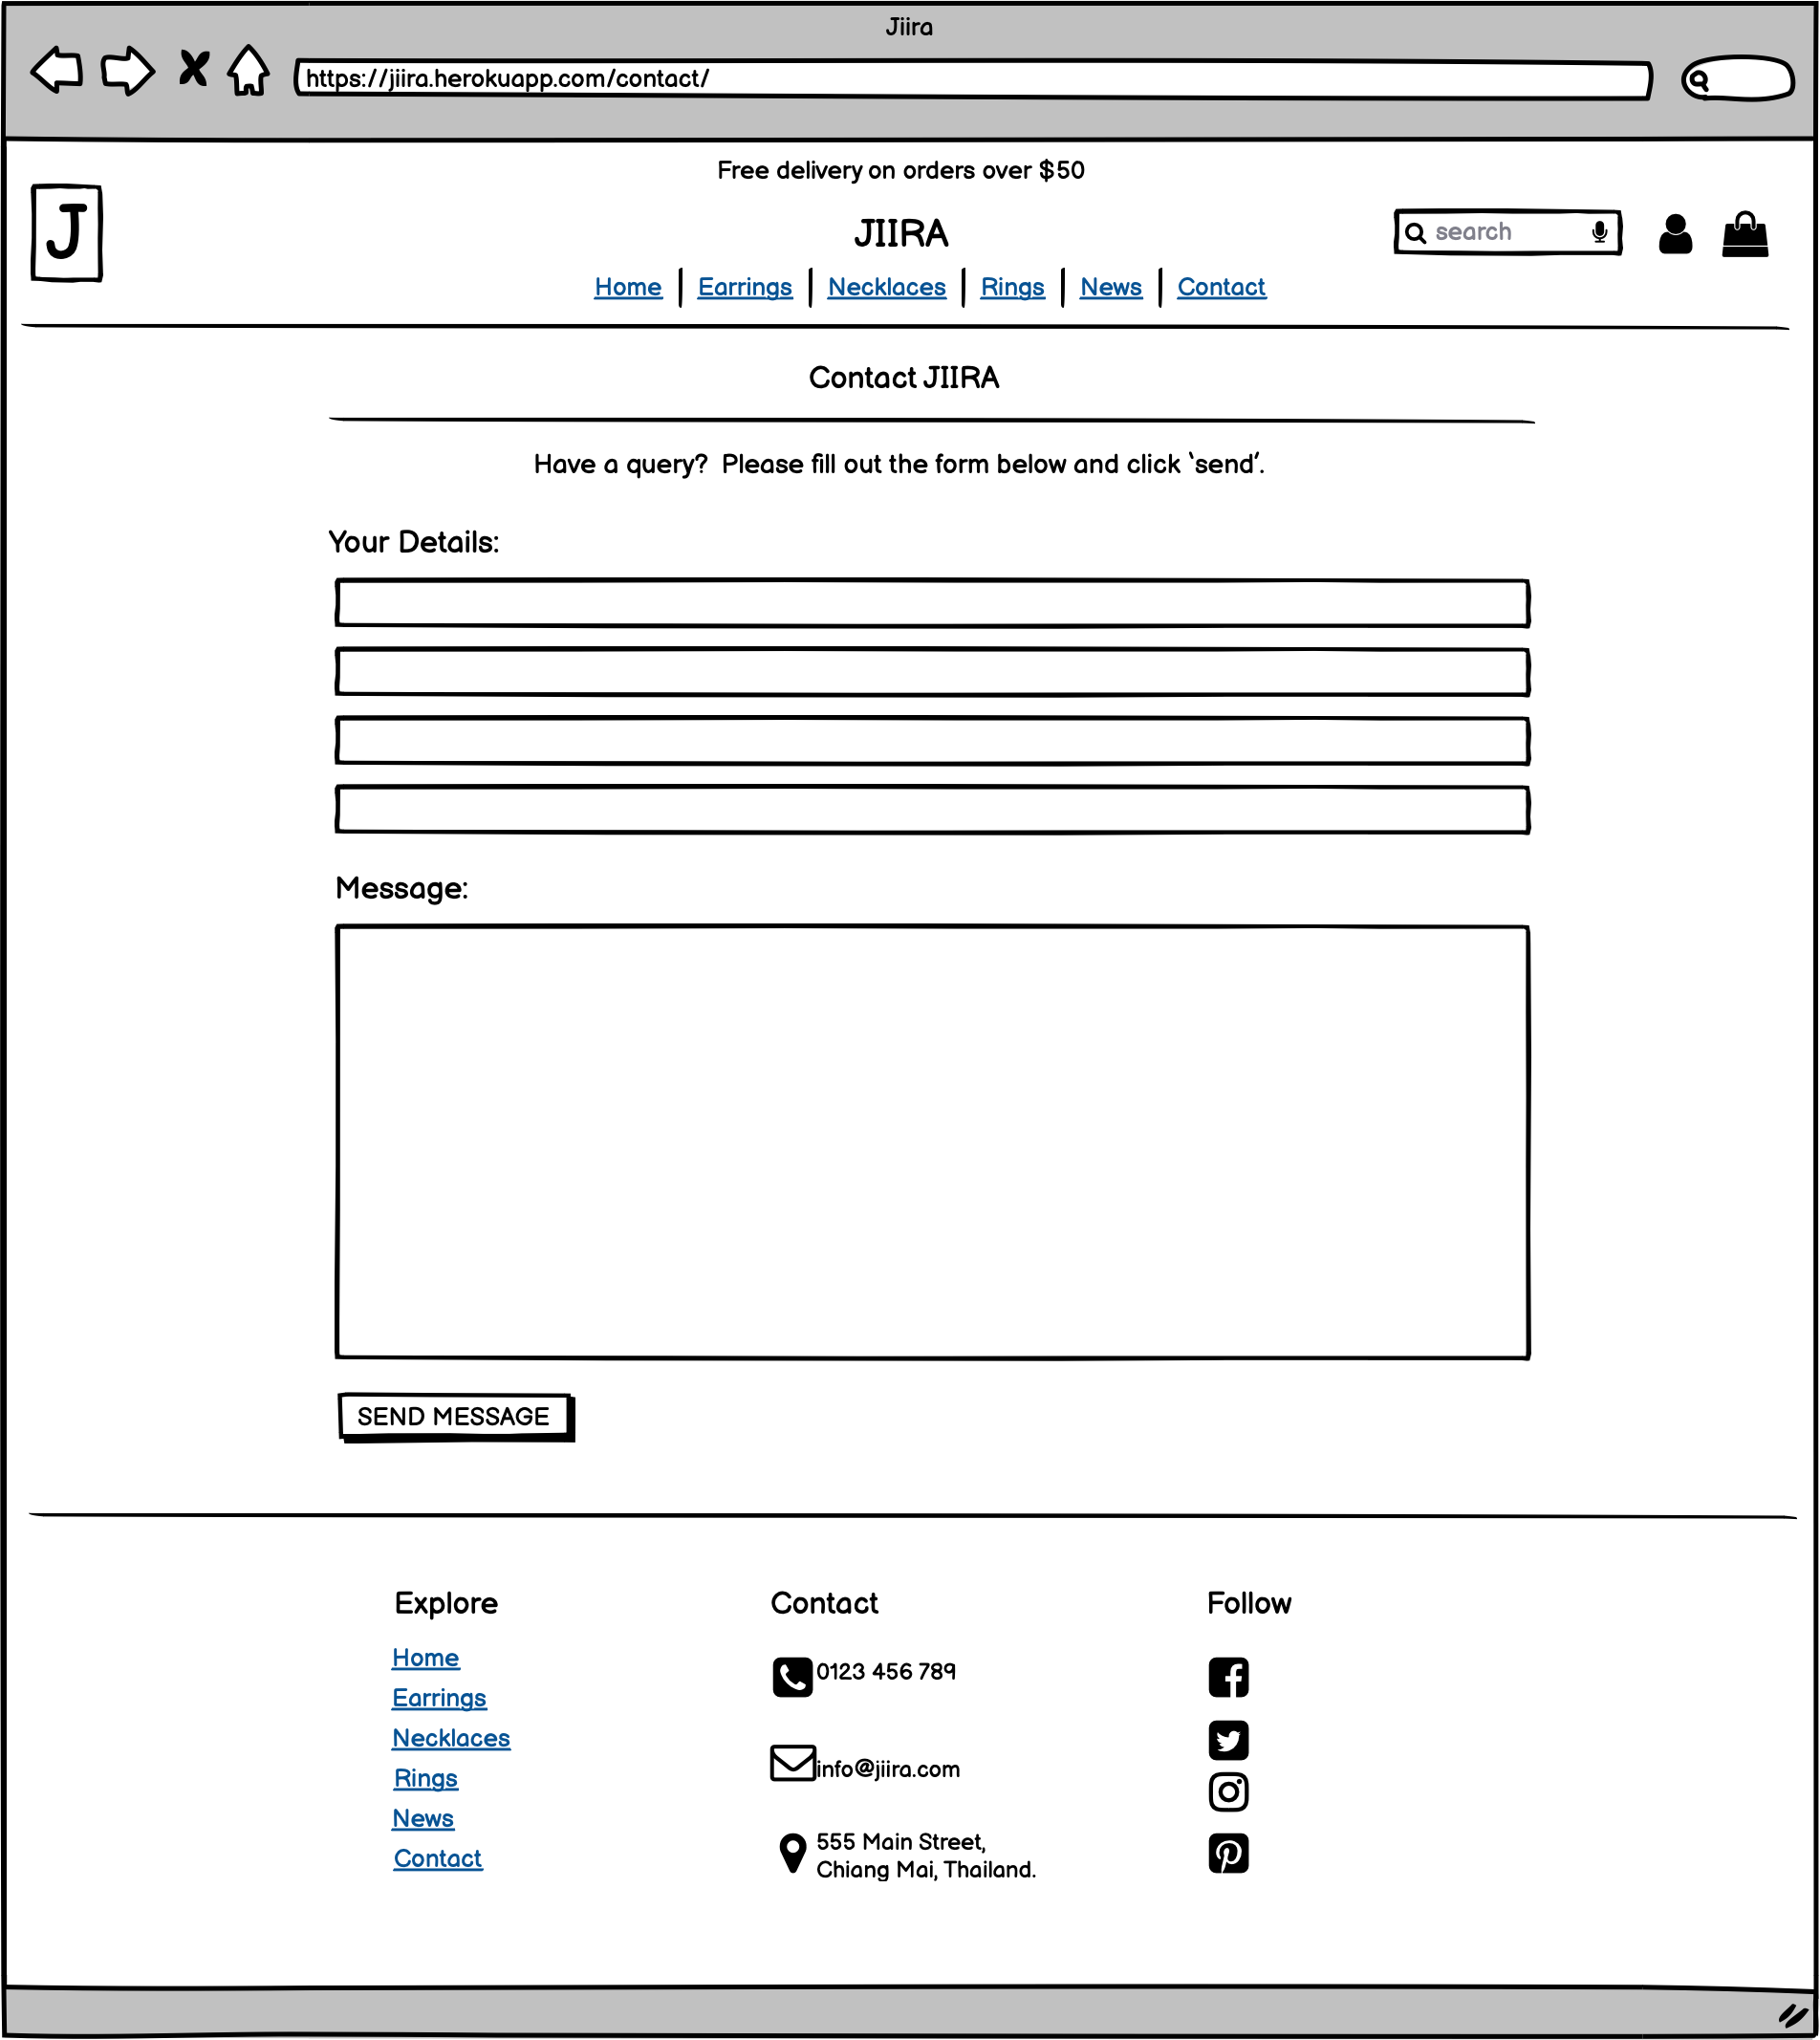 Jiira
https://jiira.herokuapp.com/contact/
Free delivery on orders over $50
J
JIIRA
search
Home Earrings Necklaces Rings News Contact
Contact JIIRA
Have a query?  Please fill out the form below and click ‘send’.
Your Details:
Message:
SEND MESSAGE
Explore
Home
Earrings
Necklaces
Rings
News
Contact
Contact
0123 456 789
info@jiira.com
555 Main Street,
Chiang Mai, Thailand.
Follow